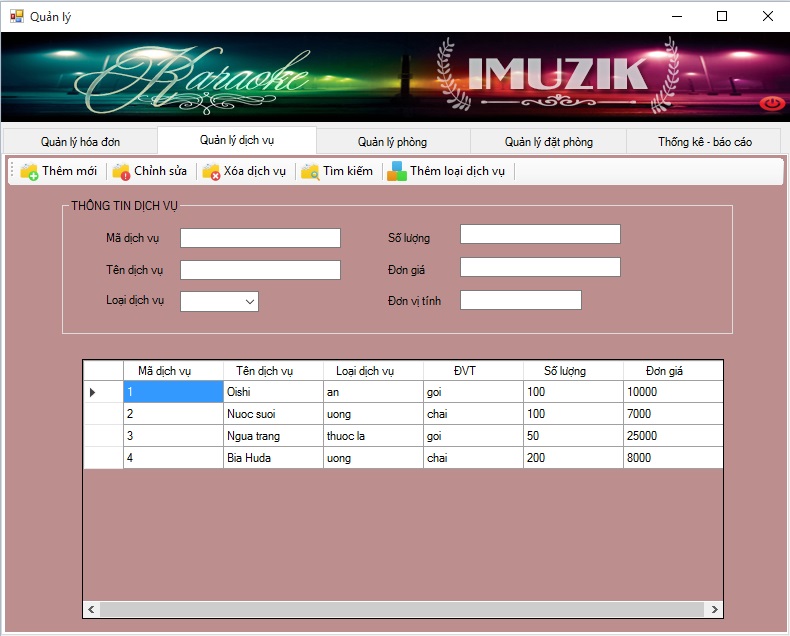 Quản lý
Karaoke IMUZIK
Quản lý hóa đơn Quản lý dịch vụ Quản lý phòng Quản lý đặt phòng Thống kê - báo cáo
Thêm mới Chỉnh sửa Xóa dịch vụ Tìm kiếm Thêm loại dịch vụ
THÔNG TIN DỊCH VỤ
Mã dịch vụ Số lượng
Tên dịch vụ Đơn giá
Loại dịch vụ Đơn vị tính
Mã dịch vụ Tên dịch vụ Loại dịch vụ ĐVT Số lượng Đơn giá
1 Oishi an goi 100 10000
2 Nuoc suoi uong chai 100 7000
3 Ngua trang thuoc la goi 50 25000
4 Bia Huda uong chai 200 8000